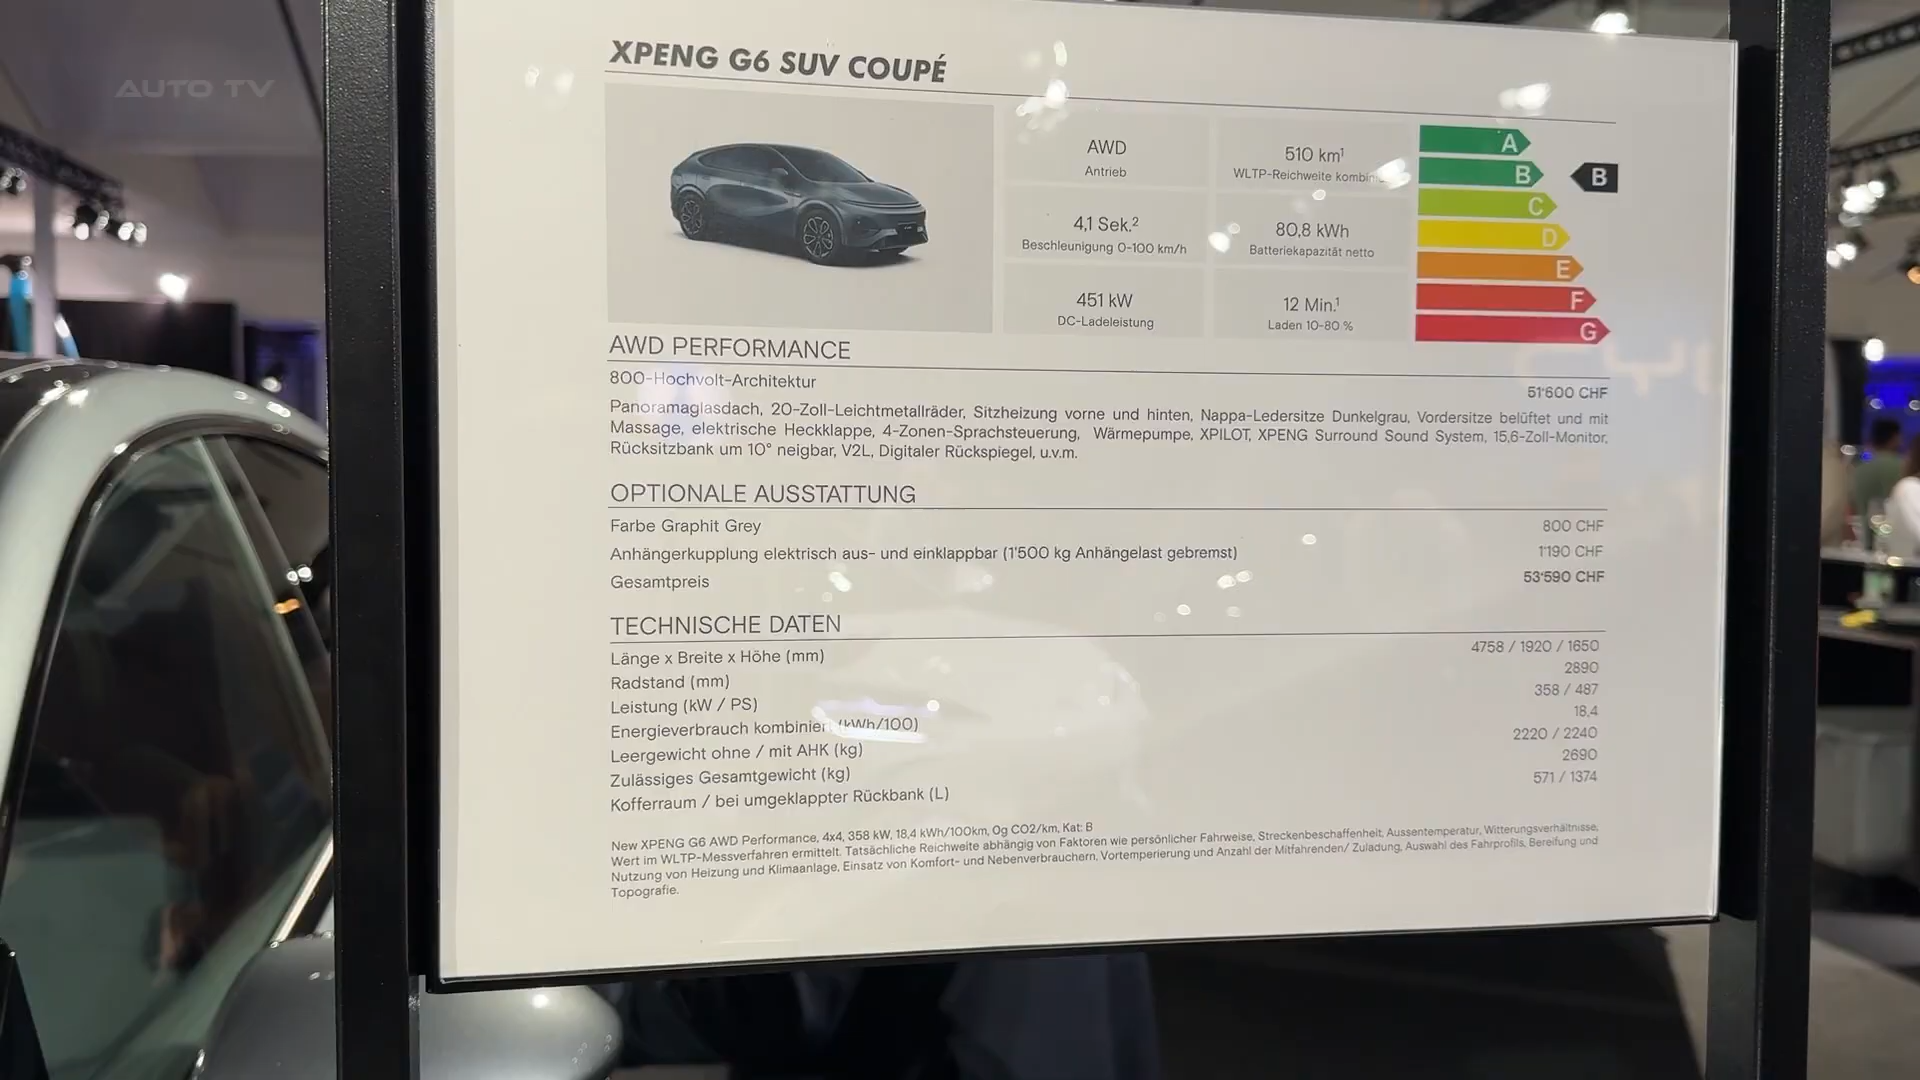 AUTO TV
XPENG G6 SUV COUPÉ
AWD
Antrieb
510 km¹
WLTP-Reichweite
4,1 Sek.²
Beschleunigung 0-100 km/h
80,8 kWh
Batteriekapazität netto
451 kW
DC-Ladeleistung
12 Min.¹
Laden 10-80 %
A
B
B
C
D
E
F
G
AWD PERFORMANCE
800-Hochvolt-Architektur
51'600 CHF
Panoramaglasdach, 20-Zoll-Leichtmetallräder, Sitzheizung vorne und hinten, Nappa-Ledersitze Dunkelgrau, Vordersitze belüftet und mit
Massage, elektrische Heckklappe, 4-Zonen-Sprachsteuerung, Wärmepumpe, XPILOT, XPENG Surround Sound System, 15,6-Zoll-Monitor,
Rücksitzbank um 10° neigbar, V2L, Digitaler Rückspiegel, u.v.m.
OPTIONALE AUSSTATTUNG
Farbe Graphit Grey 800 CHF
Anhängerkupplung elektrisch aus- und einklappbar (1'500 kg Anhängelast gebremst) 1'190 CHF
Gesamtpreis 53'590 CHF
TECHNISCHE DATEN
Länge x Breite x Höhe (mm) 4758 / 1920 / 1650
Radstand (mm) 2890
Leistung (kW / PS) 358 / 487
Energieverbrauch kombiniert (kWh/100) 18,4
Leergewicht ohne / mit AHK (kg) 2220 / 2240
Zulässiges Gesamtgewicht (kg) 2690
Kofferraum / bei umgeklappter Rückbank (L) 571 / 1374
New XPENG G6 AWD Performance, 4x4, 358 kW, 18,4 kWh/100km, 0g CO2/km, Kat: B
Wert im WLTP-Messverfahren ermittelt. Tatsächliche Reichweite abhängig von Faktoren wie persönlicher Fahrweise, Streckenbeschaffenheit, Aussentemperatur, Witterungsverhältnisse,
Nutzung von Heizung und Klimaanlage, Einsatz von Komfort- und Nebenverbrauchern, Vortemperierung und Anzahl der Mitfahrenden/ Zuladung, Auswahl des Fahrprofils, Bereifung und
Topografie.